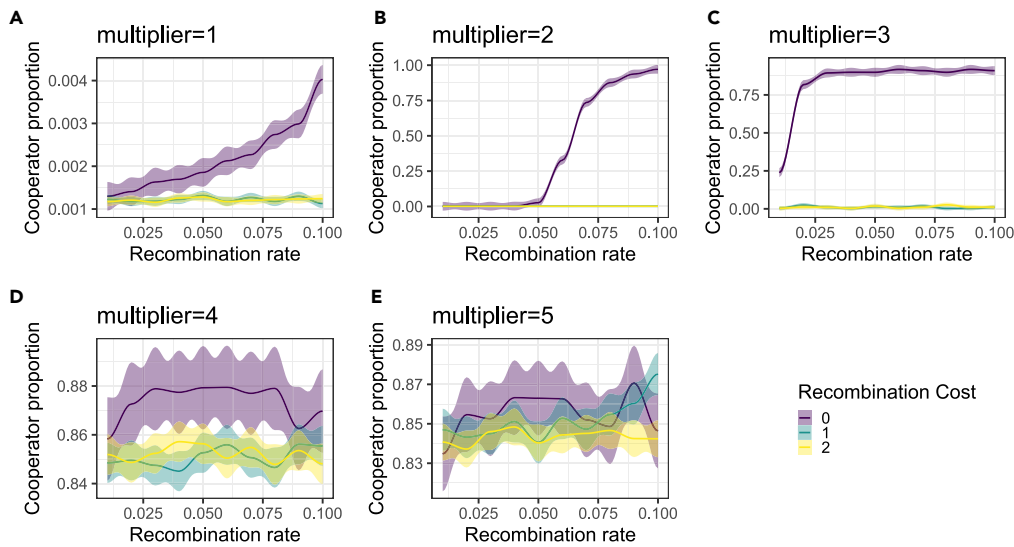 A
multiplier=1
Cooperator proportion
0.004
0.003
0.002
0.001
0.025
0.050
0.075
0.100
Recombination rate
B
multiplier=2
Cooperator proportion
1.00
0.75
0.50
0.25
0.00
0.025
0.050
0.075
0.100
Recombination rate
C
multiplier=3
Cooperator proportion
0.75
0.50
0.25
0.00
0.025
0.050
0.075
0.100
Recombination rate
D
multiplier=4
Cooperator proportion
0.88
0.86
0.84
0.025
0.050
0.075
0.100
Recombination rate
E
multiplier=5
Cooperator proportion
0.89
0.87
0.85
0.83
0.025
0.050
0.075
0.100
Recombination rate
Recombination Cost
0
1
2